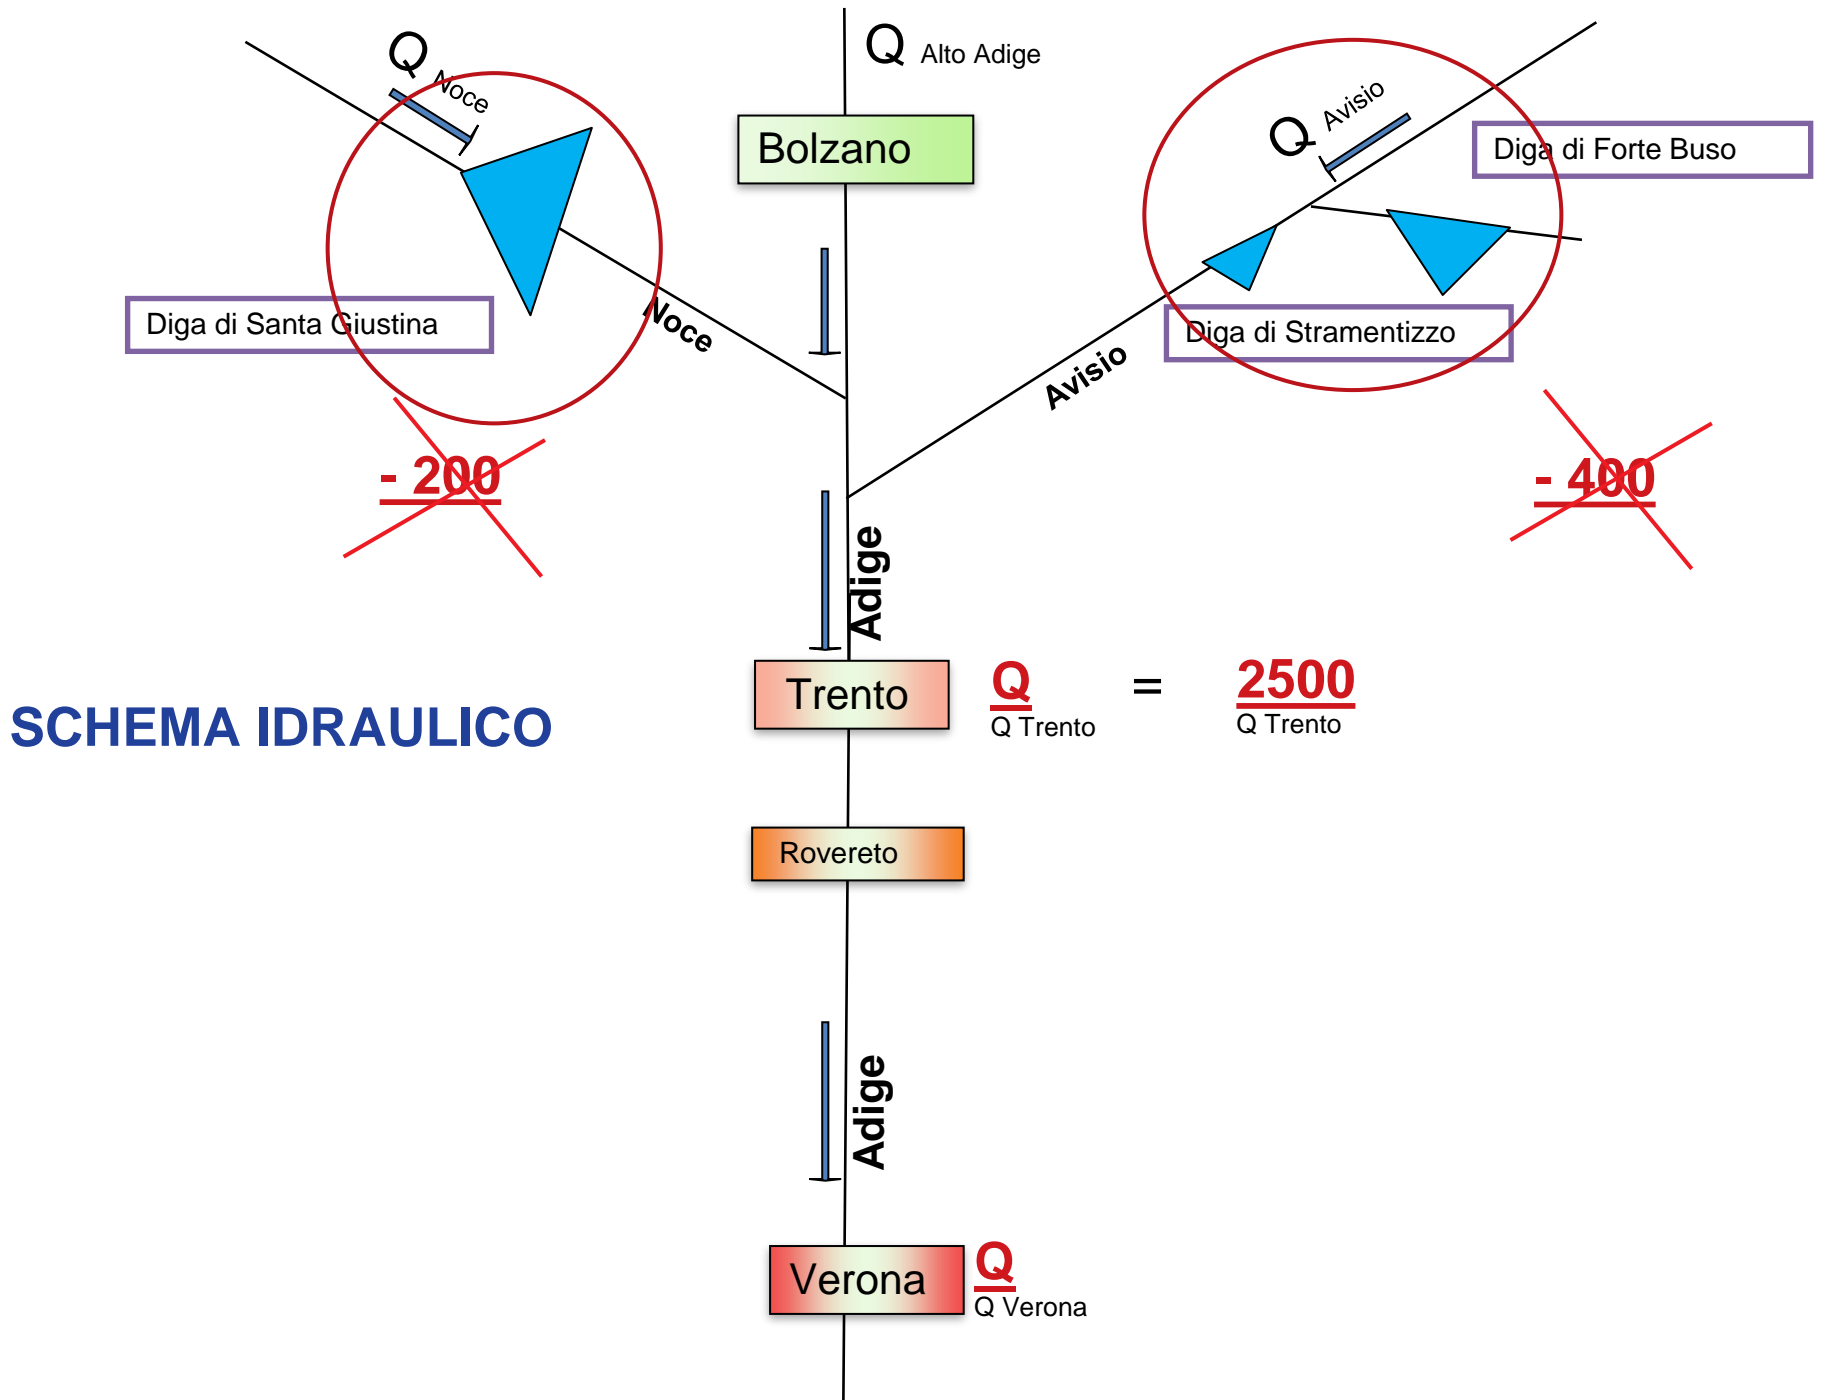 Q Noce
Q Alto Adige
Q Avisio
Bolzano
Diga di Forte Buso
Diga di Santa Giustina
Noce
Diga di Stramentizzo
Avisio
- 200
- 400
Adige
Trento
Q
Q Trento
=
2500
Q Trento
SCHEMA IDRAULICO
Rovereto
Adige
Verona
Q
Q Verona